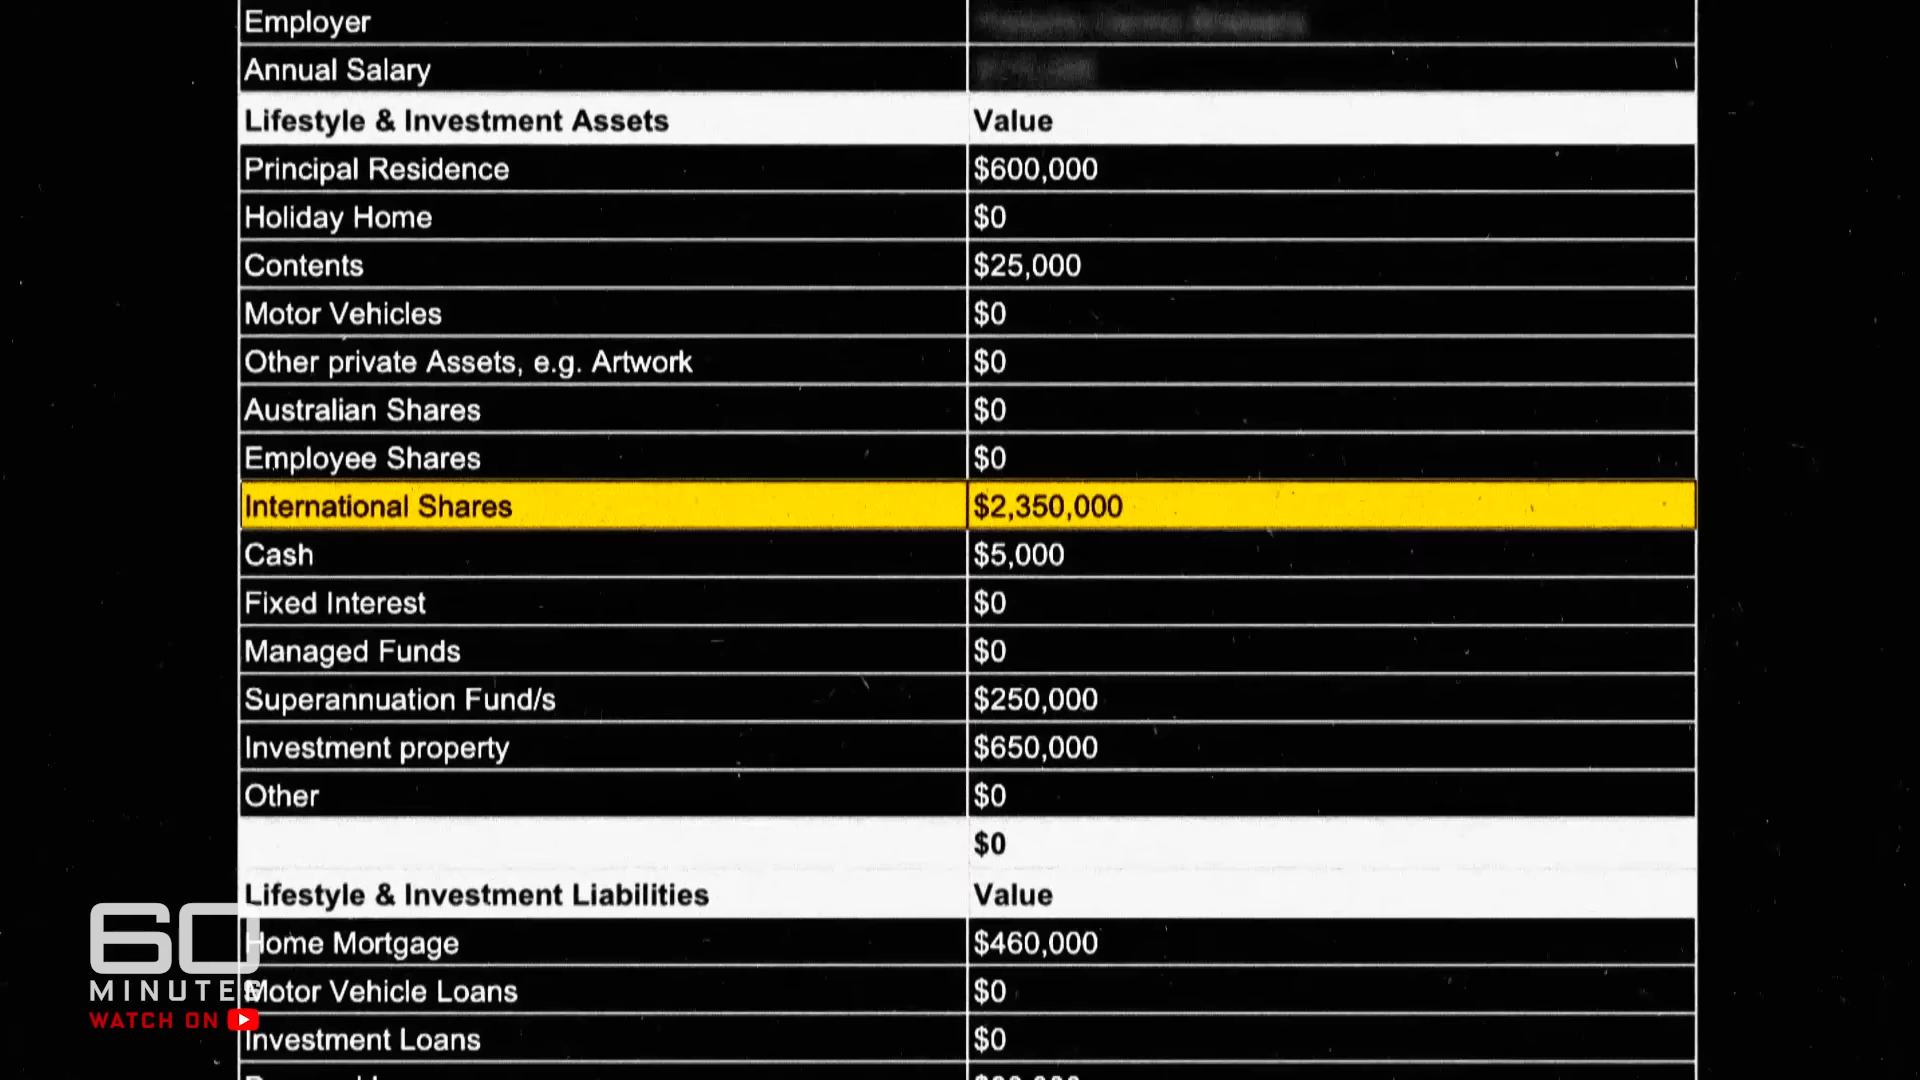 Employer
Annual Salary
Lifestyle & Investment Assets Value
Principal Residence $600,000
Holiday Home $0
Contents $25,000
Motor Vehicles $0
Other private Assets, e.g. Artwork $0
Australian Shares $0
Employee Shares $0
International Shares $2,350,000
Cash $5,000
Fixed Interest $0
Managed Funds $0
Superannuation Fund/s $250,000
Investment property $650,000
Other $0
$0
Lifestyle & Investment Liabilities Value
Home Mortgage $460,000
Motor Vehicle Loans $0
Investment Loans $0
60
MINUTES
WATCH ON